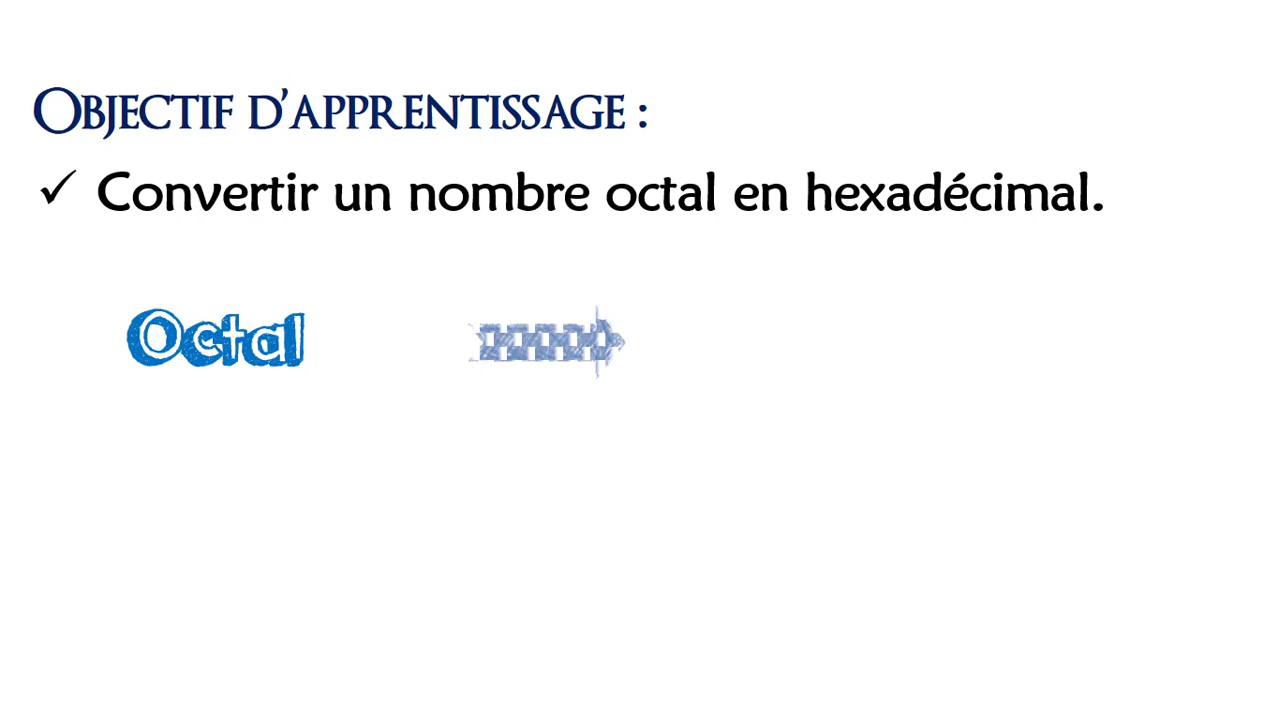 Objectif d'apprentissage :
✓ Convertir un nombre octal en hexadécimal.
Octal